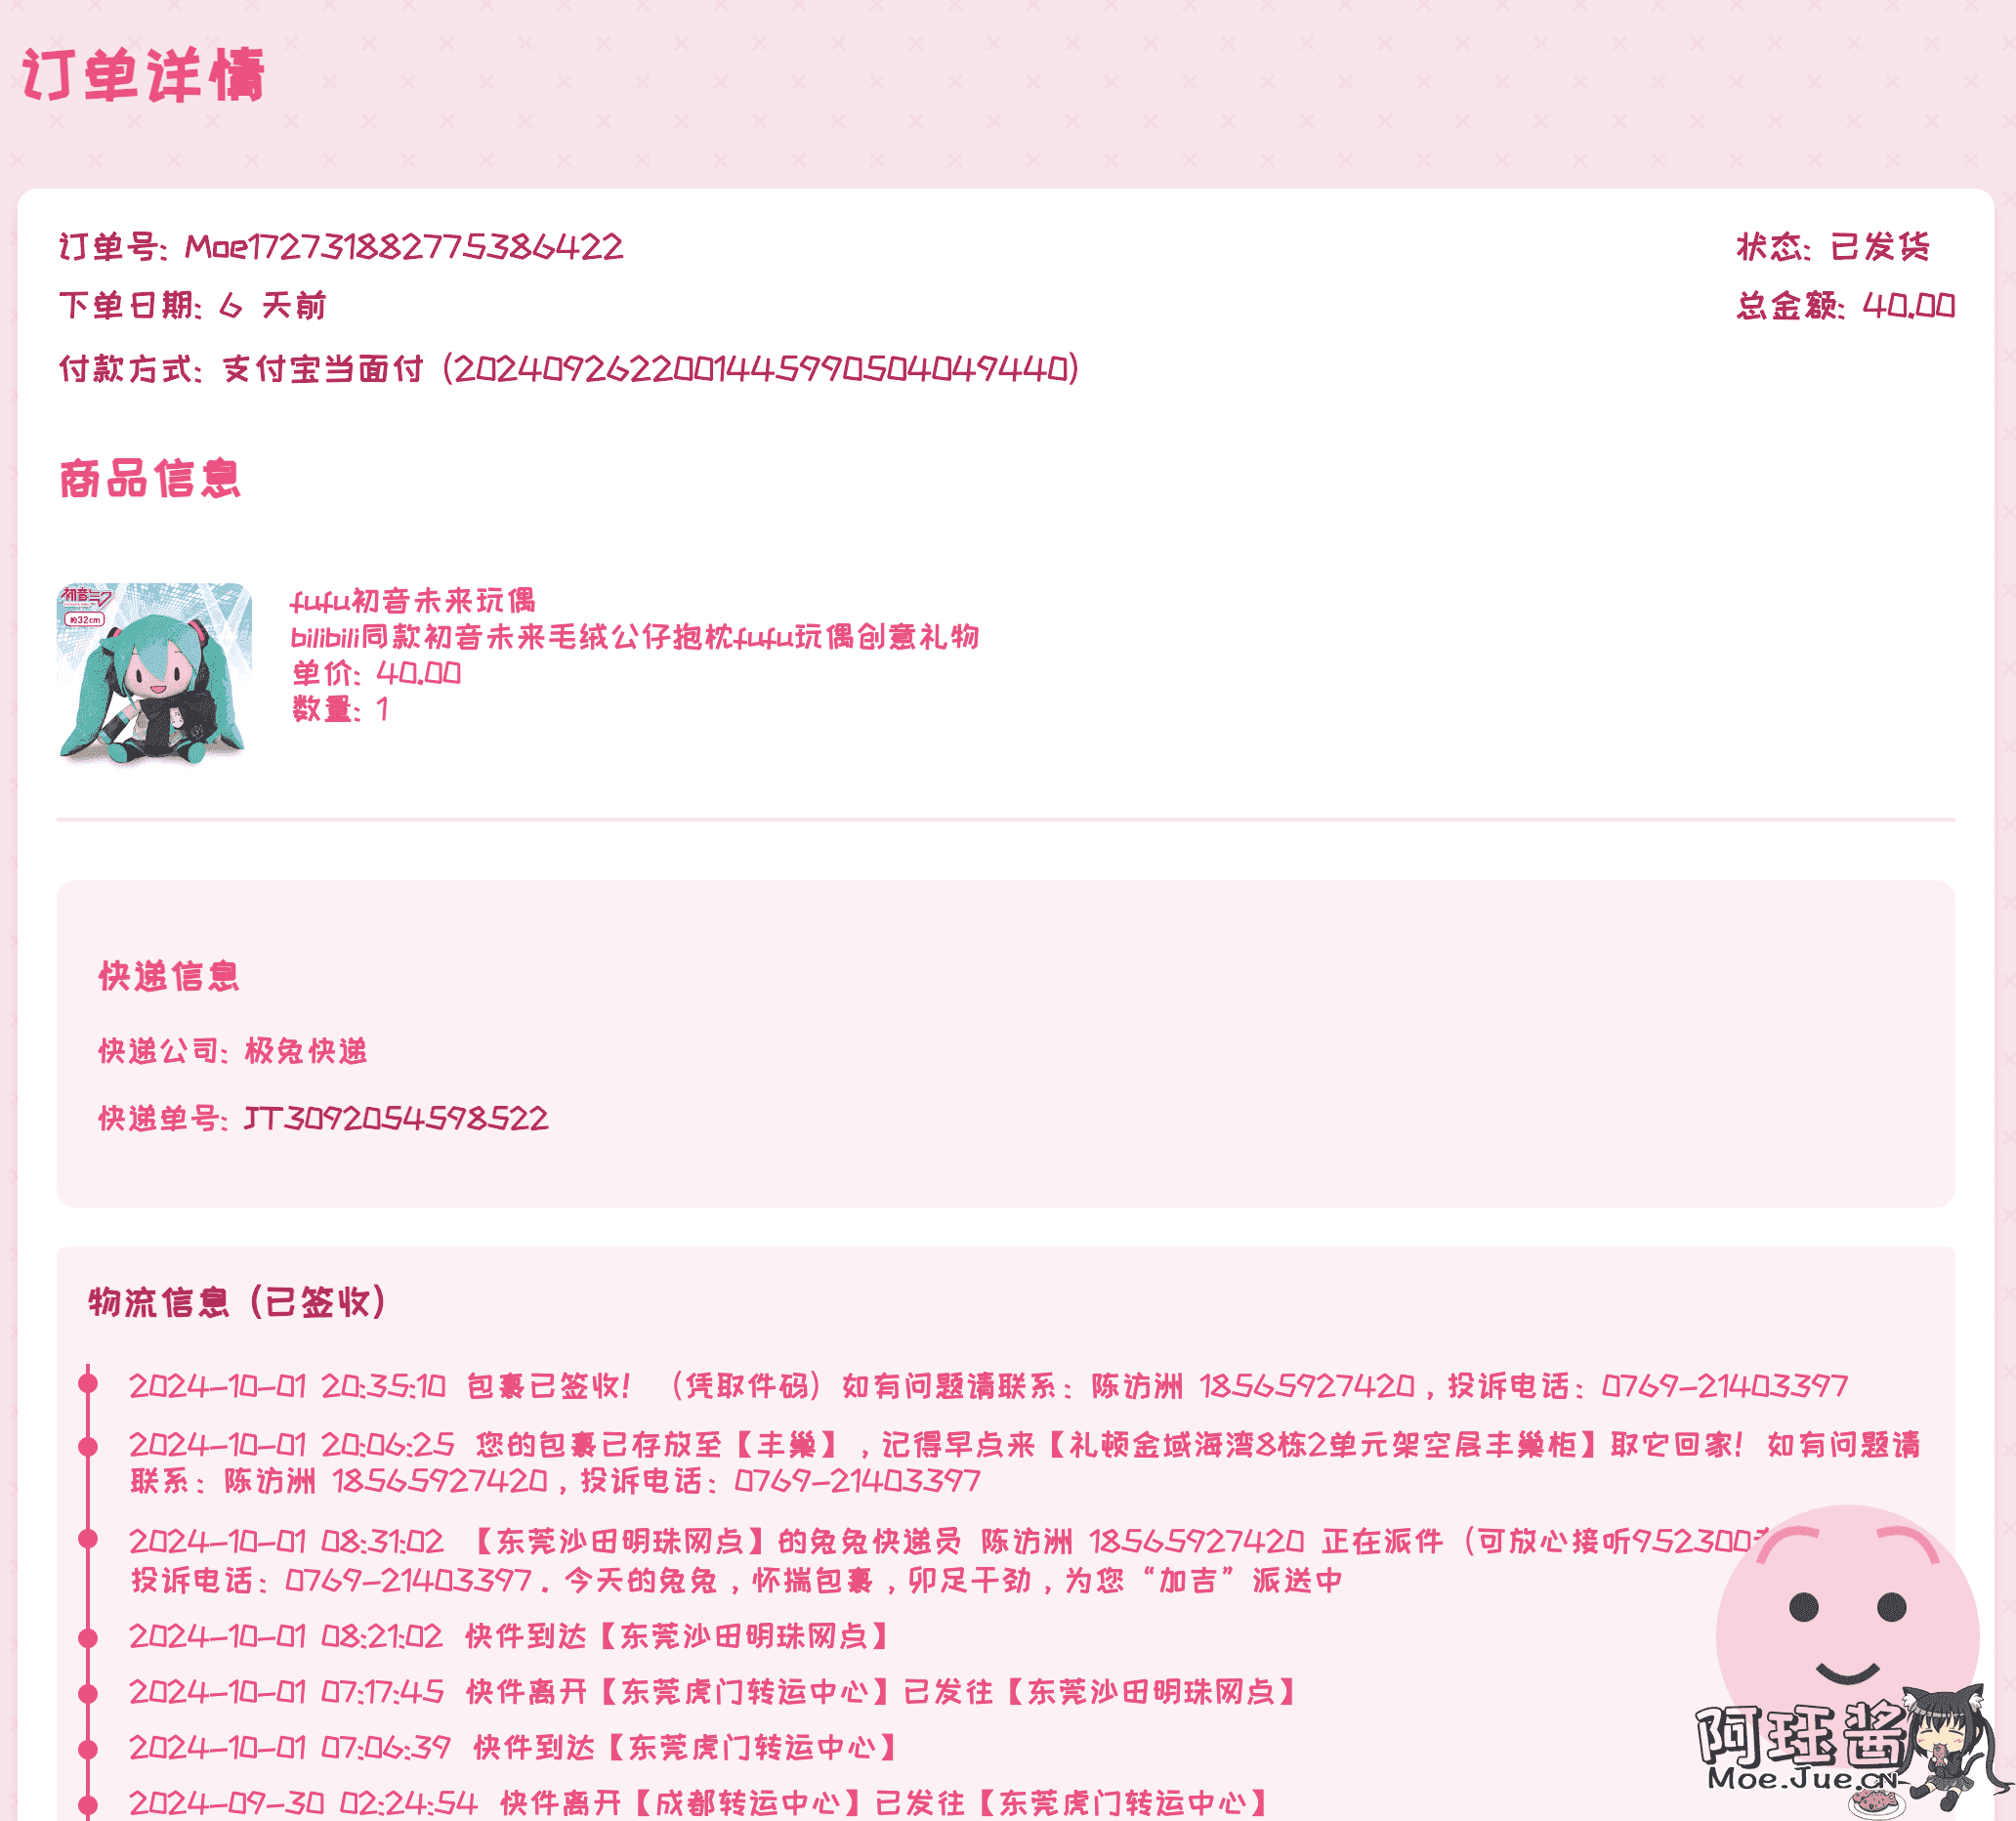 订单详情
订单号: Moe172731882775386422
状态: 已发货
下单日期: 6 天前
总金额: 40.00
付款方式: 支付宝当面付 (2024092622001445990504049440)
商品信息
初音ミク
約32cm
fufu初音未来玩偶
bilibili同款初音未来毛绒公仔抱枕fufu玩偶创意礼物
单价: 40.00
数量: 1
快递信息
快递公司: 极兔快递
快递单号: JT3092054598522
物流信息 (已签收)
2024-10-01 20:35:10 包裹已签收！（凭取件码）如有问题请联系：陈访洲 18565927420，投诉电话：0769-21403397
2024-10-01 20:06:25 您的包裹已存放至【丰巢】，记得早点来【礼顿金域海湾8栋2单元架空层丰巢柜】取它回家！如有问题请
联系：陈访洲 18565927420，投诉电话：0769-21403397
2024-10-01 08:31:02 【东莞沙田明珠网点】的兔兔快递员 陈访洲 18565927420 正在派件（可放心接听952300
投诉电话：0769-21403397．今天的兔兔，怀揣包裹，卯足干劲，为您“加吉”派送中
2024-10-01 08:21:02 快件到达【东莞沙田明珠网点】
2024-10-01 07:17:45 快件离开【东莞虎门转运中心】已发往【东莞沙田明珠网点】
2024-10-01 07:06:39 快件到达【东莞虎门转运中心】
2024-09-30 02:24:54 快件离开【成都转运中心】已发往【东莞虎门转运中心】
阿珏酱
Moe.Jue.CN